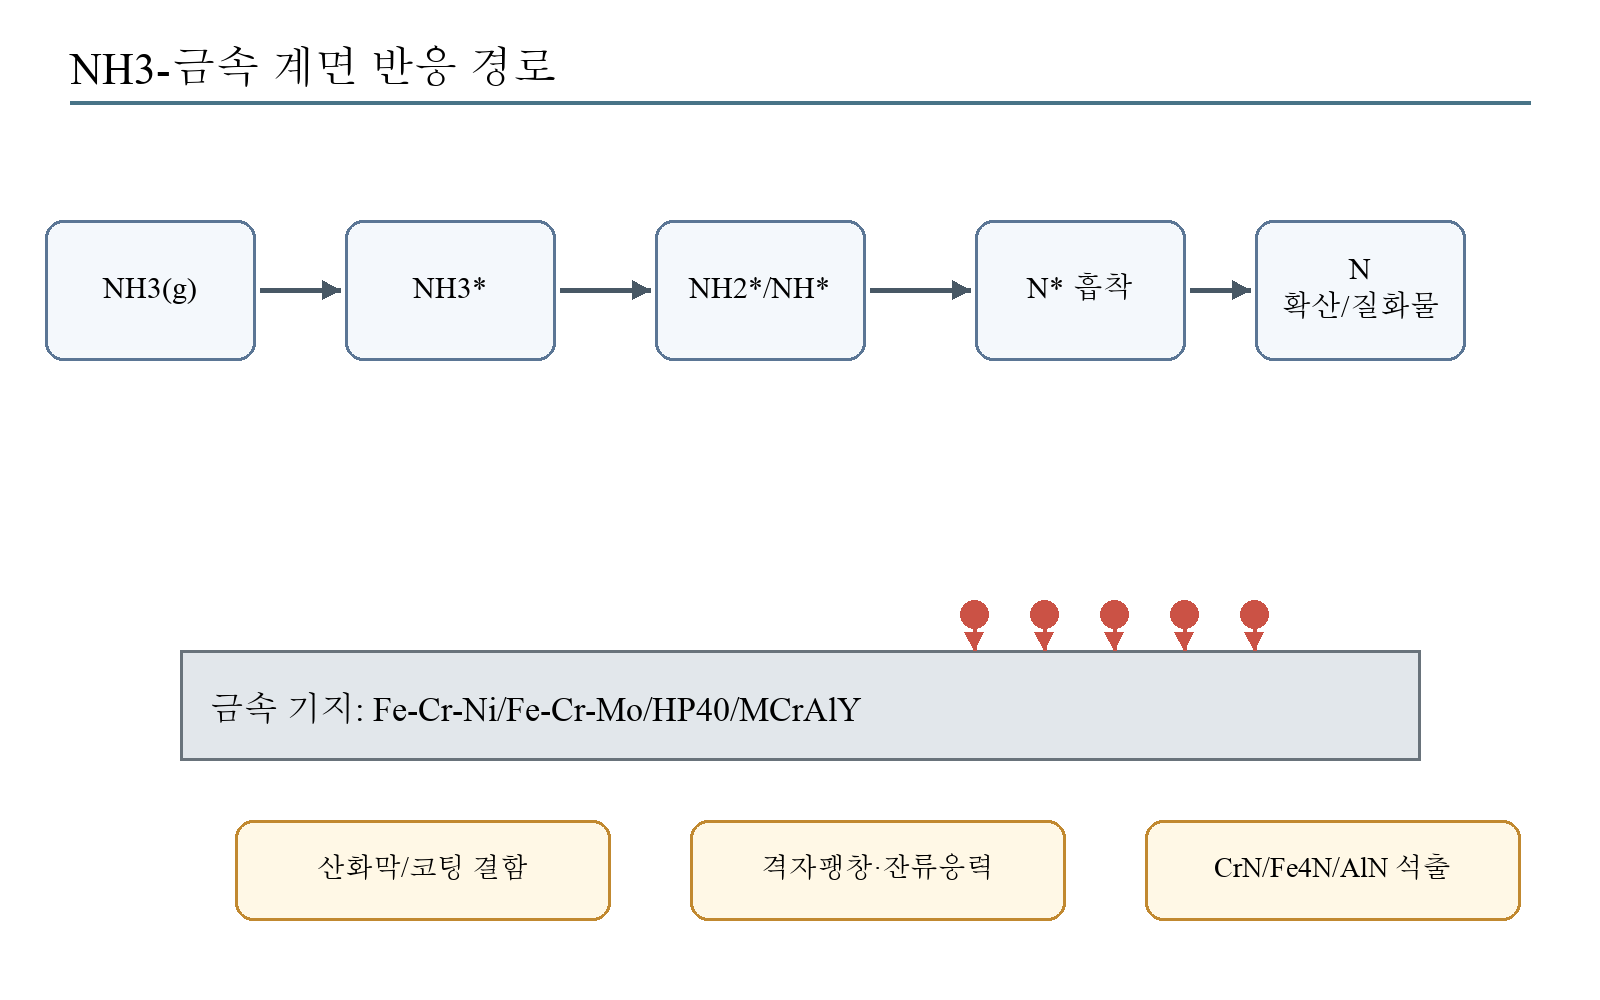 NH3-금속 계면 반응 경로
NH3(g)
NH3*
NH2*/NH*
N* 흡착
N
확산/질화물
금속 기지: Fe-Cr-Ni/Fe-Cr-Mo/HP40/MCrAlY
산화막/코팅 결함
격자팽창·잔류응력
CrN/Fe4N/AlN 석출